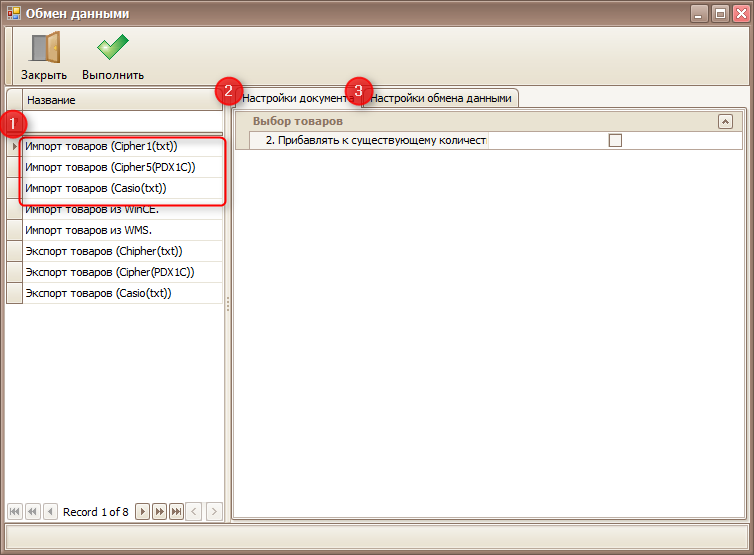 Обмен данными
Закрыть Выполнить
Название
1
Импорт товаров (Cipher1(txt))
Импорт товаров (Cipher5(PDX1C))
Импорт товаров (Casio(txt))
Импорт товаров из WinCE.
Импорт товаров из WMS.
Экспорт товаров (Chipher(txt))
Экспорт товаров (Cipher(PDX1C))
Экспорт товаров (Casio(txt))
Record 1 of 8
2 Настройки документа 3 Настройки обмена данными
Выбор товаров
2. Прибавлять к существующему количест